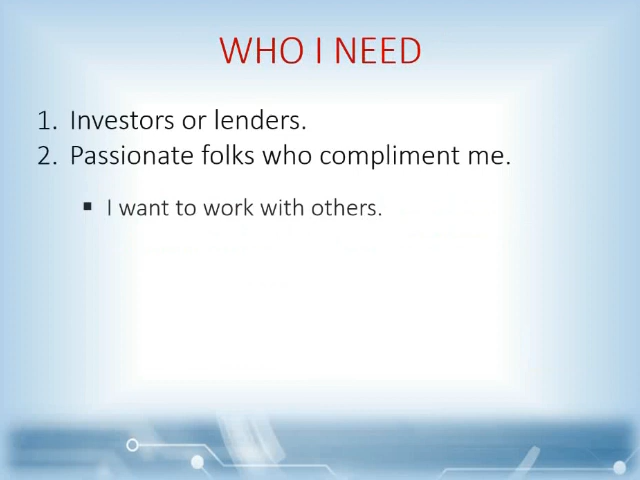 WHO I NEED
1. Investors or lenders.
2. Passionate folks who compliment me.
▪ I want to work with others.